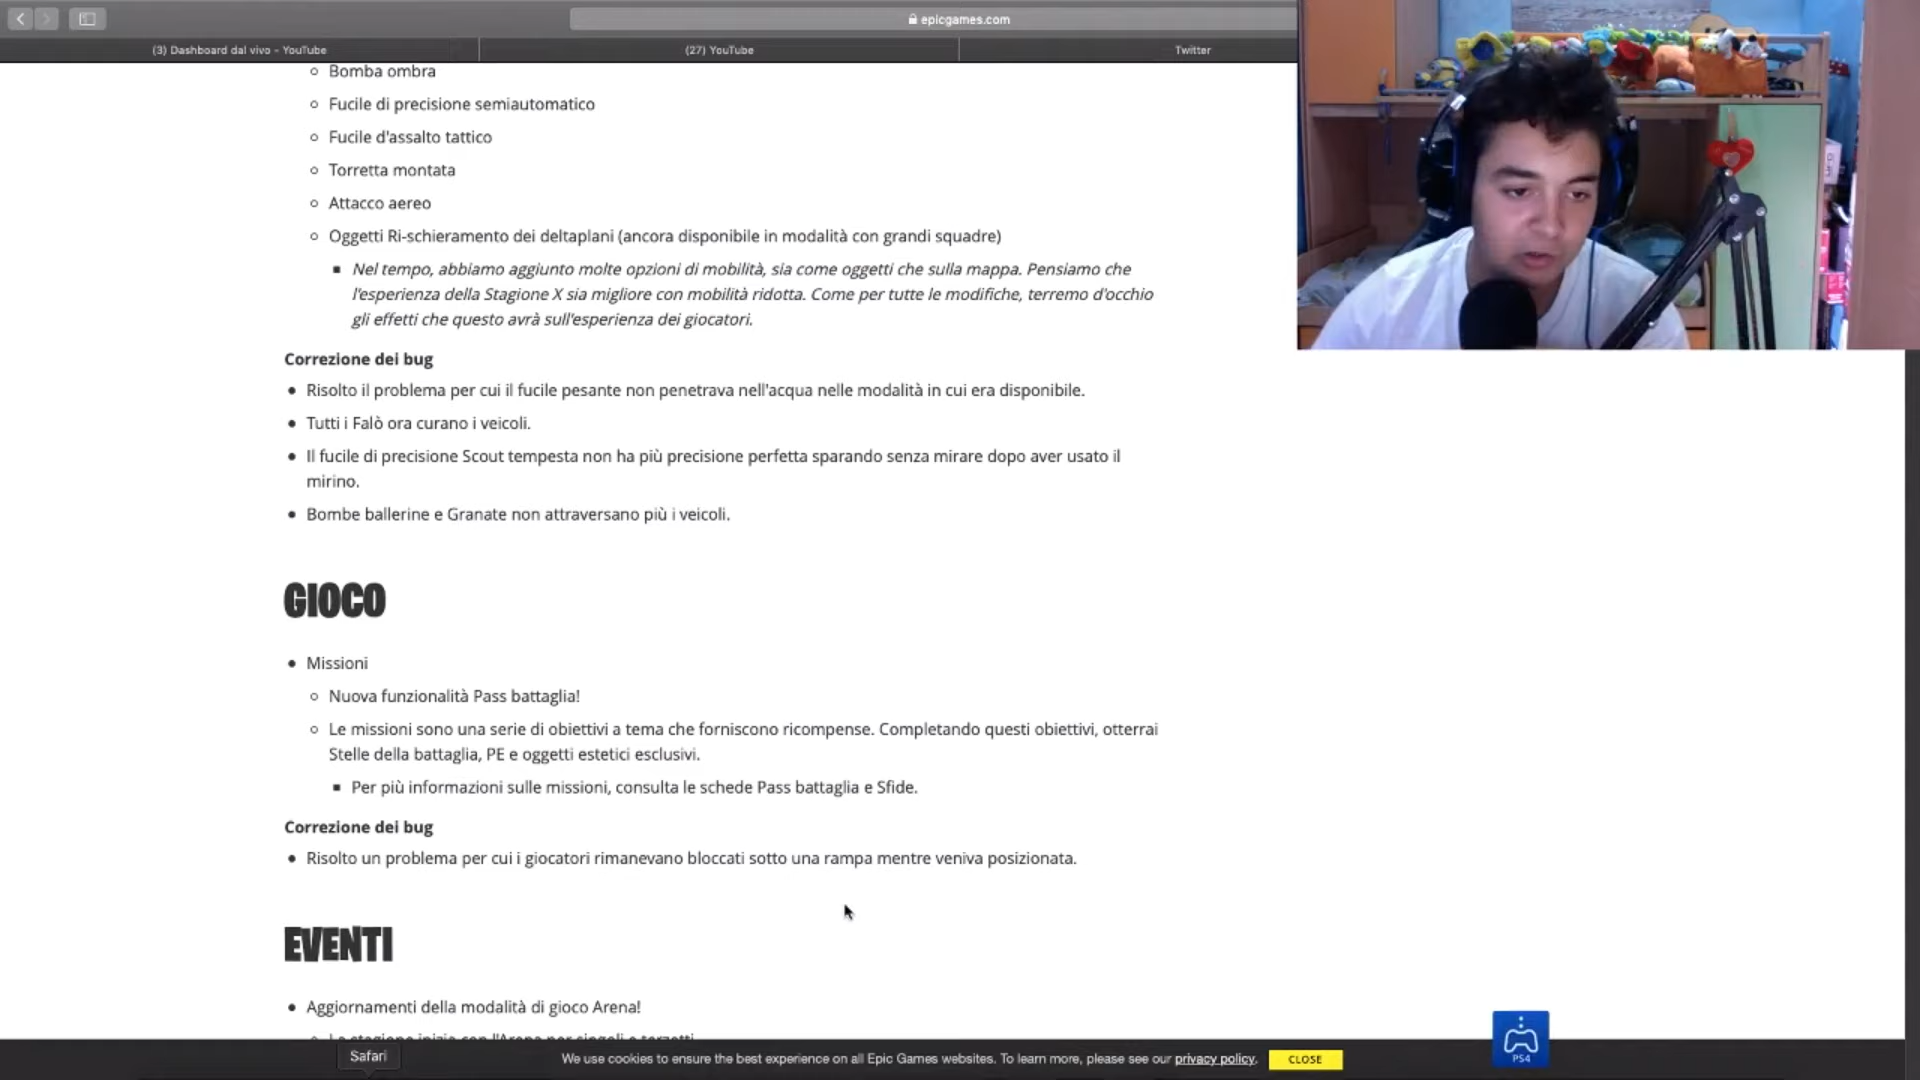 epicgames.com
(3) Dashboard dal vivo - YouTube
(27) YouTube
Twitter
Bomba ombra
Fucile di precisione semiautomatico
Fucile d'assalto tattico
Torretta montata
Attacco aereo
Oggetti Ri-schieramento dei deltaplani (ancora disponibile in modalità con grandi squadre)
Nel tempo, abbiamo aggiunto molte opzioni di mobilità, sia come oggetti che sulla mappa. Pensiamo che
l'esperienza della Stagione X sia migliore con mobilità ridotta. Come per tutte le modifiche, terremo d'occhio
gli effetti che questo avrà sull'esperienza dei giocatori.
Correzione dei bug
Risolto il problema per cui il fucile pesante non penetrava nell'acqua nelle modalità in cui era disponibile.
Tutti i Falò ora curano i veicoli.
Il fucile di precisione Scout tempesta non ha più precisione perfetta sparando senza mirare dopo aver usato il
mirino.
Bombe ballerine e Granate non attraversano più i veicoli.
GIOCO
Missioni
Nuova funzionalità Pass battaglia!
Le missioni sono una serie di obiettivi a tema che forniscono ricompense. Completando questi obiettivi, otterrai
Stelle della battaglia, PE e oggetti estetici esclusivi.
Per più informazioni sulle missioni, consulta le schede Pass battaglia e Sfide.
Correzione dei bug
Risolto un problema per cui i giocatori rimanevano bloccati sotto una rampa mentre veniva posizionata.
EVENTI
Aggiornamenti della modalità di gioco Arena!
La stagione inizia con l'Arena per singoli e terzetti
Safari
We use cookies to ensure the best experience on all Epic Games websites. To learn more, please see our privacy policy.
CLOSE
PS4